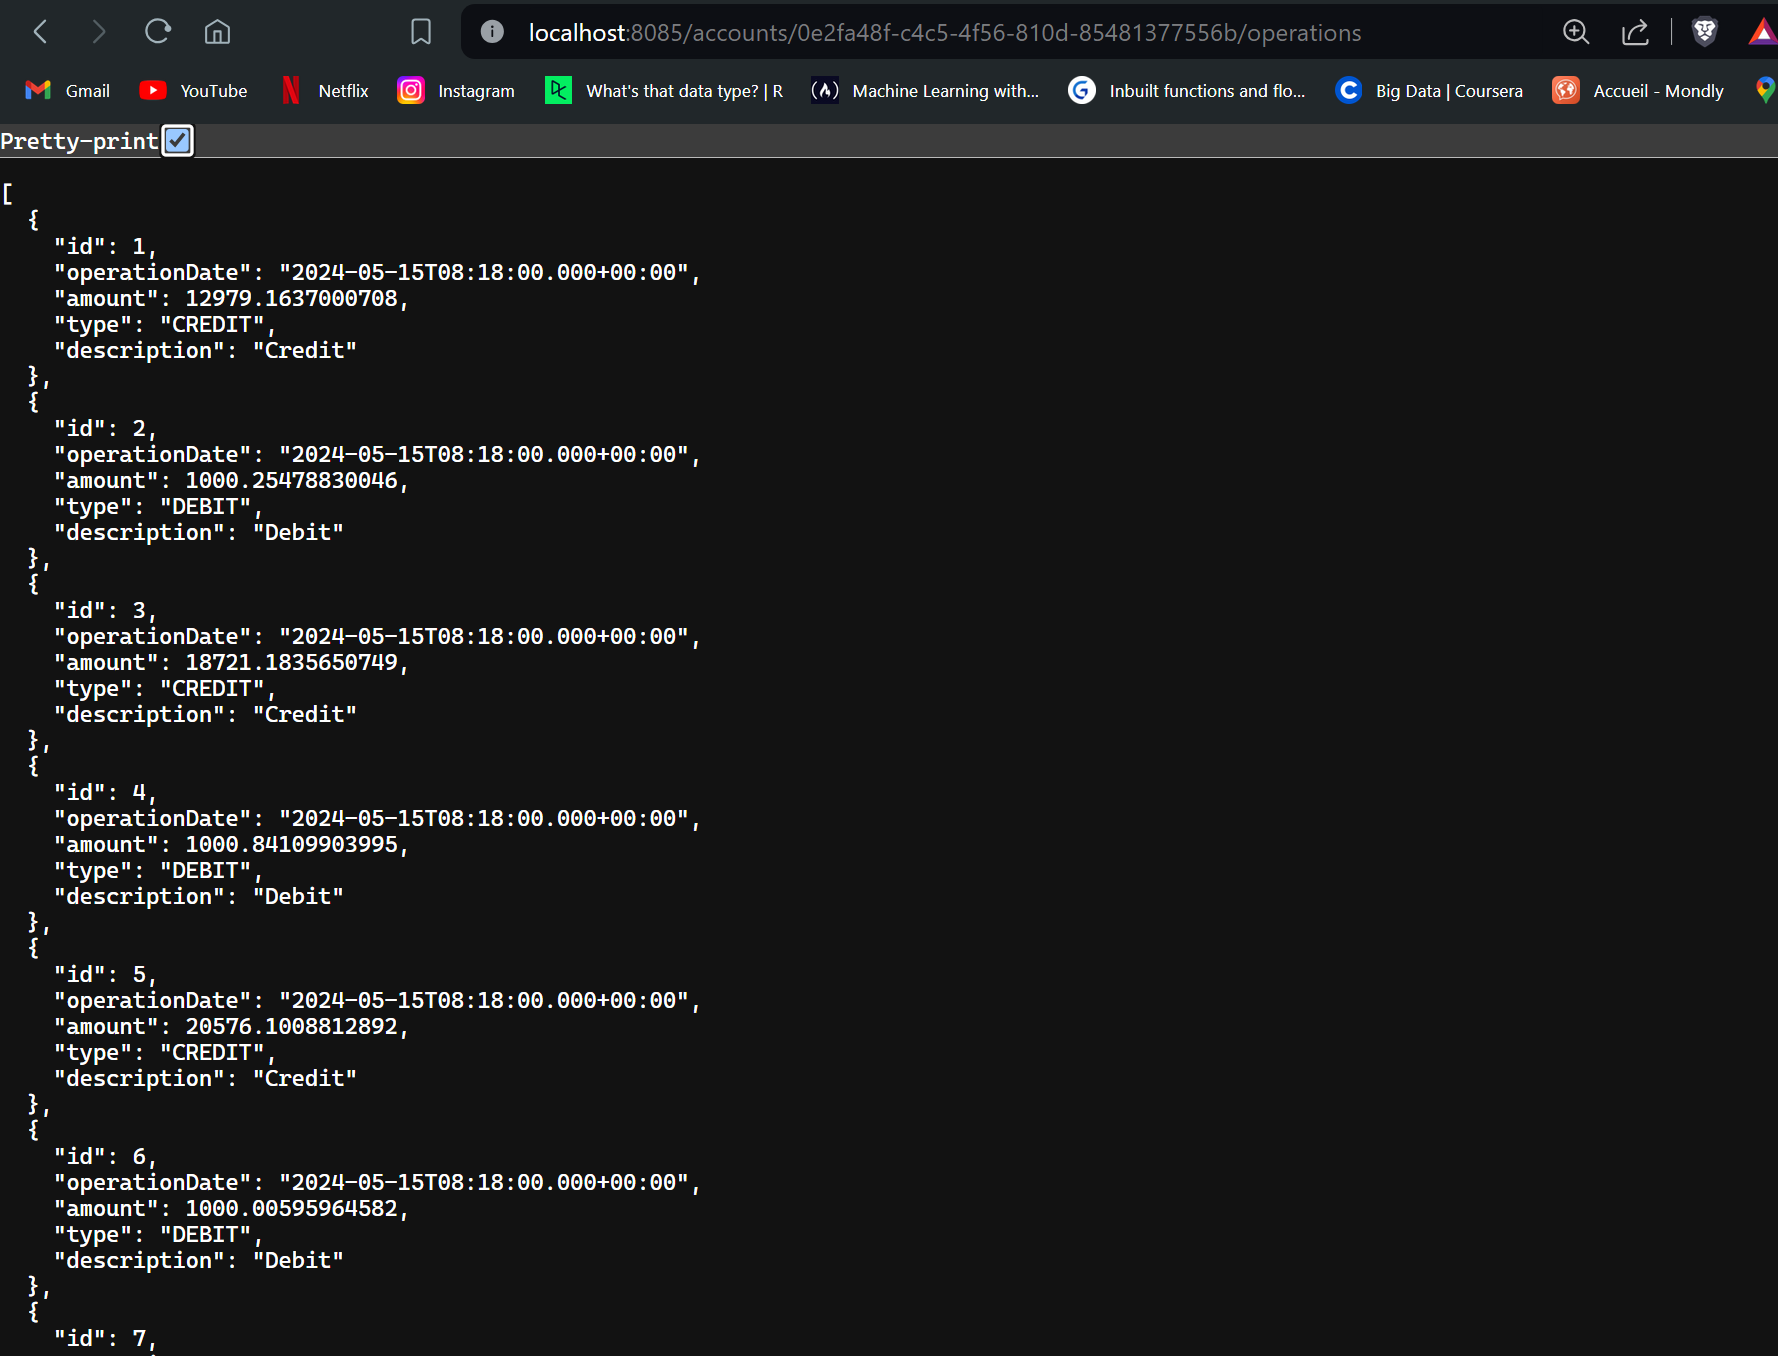 localhost:8085/accounts/0e2fa48f-c4c5-4f56-810d-85481377556b/operations
Gmail YouTube Netflix Instagram What's that data type? | R Machine Learning with... Inbuilt functions and flo... Big Data | Coursera Accueil - Mondly
Pretty-print
[
  {
    "id": 1,
    "operationDate": "2024-05-15T08:18:00.000+00:00",
    "amount": 12979.1637000708,
    "type": "CREDIT",
    "description": "Credit"
  },
  {
    "id": 2,
    "operationDate": "2024-05-15T08:18:00.000+00:00",
    "amount": 1000.25478830046,
    "type": "DEBIT",
    "description": "Debit"
  },
  {
    "id": 3,
    "operationDate": "2024-05-15T08:18:00.000+00:00",
    "amount": 18721.1835650749,
    "type": "CREDIT",
    "description": "Credit"
  },
  {
    "id": 4,
    "operationDate": "2024-05-15T08:18:00.000+00:00",
    "amount": 1000.84109903995,
    "type": "DEBIT",
    "description": "Debit"
  },
  {
    "id": 5,
    "operationDate": "2024-05-15T08:18:00.000+00:00",
    "amount": 20576.1008812892,
    "type": "CREDIT",
    "description": "Credit"
  },
  {
    "id": 6,
    "operationDate": "2024-05-15T08:18:00.000+00:00",
    "amount": 1000.00595964582,
    "type": "DEBIT",
    "description": "Debit"
  },
  {
    "id": 7,